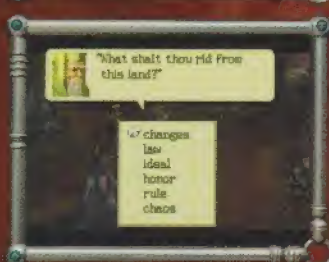 "What shalt thou rid from
this land?"
changes
law
ideal
honor
rule
chaos